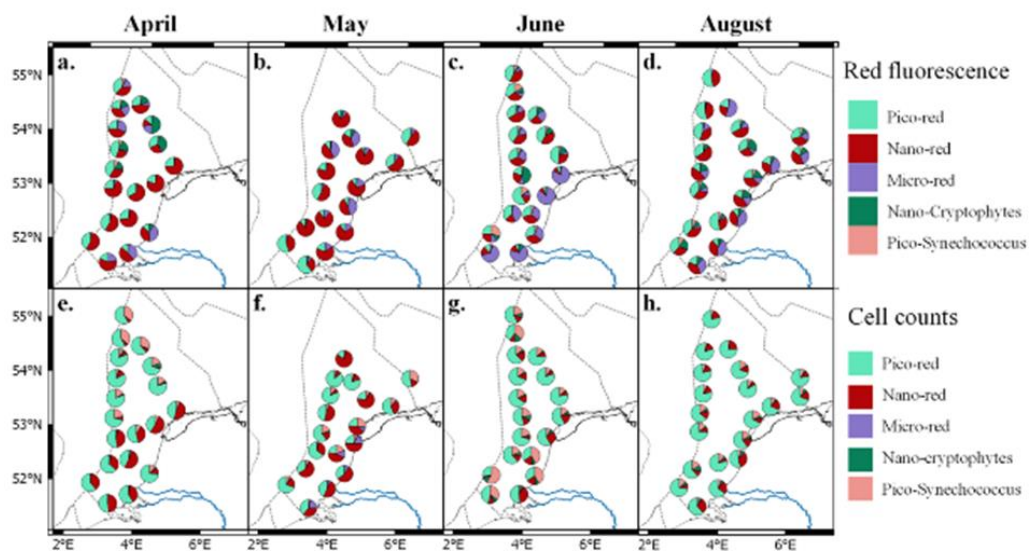 April May June August
a. b. c. d.
55°N
54°N
53°N
52°N
Red fluorescence
Pico-red
Nano-red
Micro-red
Nano-Cryptophytes
Pico-Synechococcus
e. f. g. h.
55°N
54°N
53°N
52°N
Cell counts
Pico-red
Nano-red
Micro-red
Nano-cryptophytes
Pico-Synechococcus
2°E 4°E 6°E 2°E 4°E 6°E 2°E 4°E 6°E 2°E 4°E 6°E